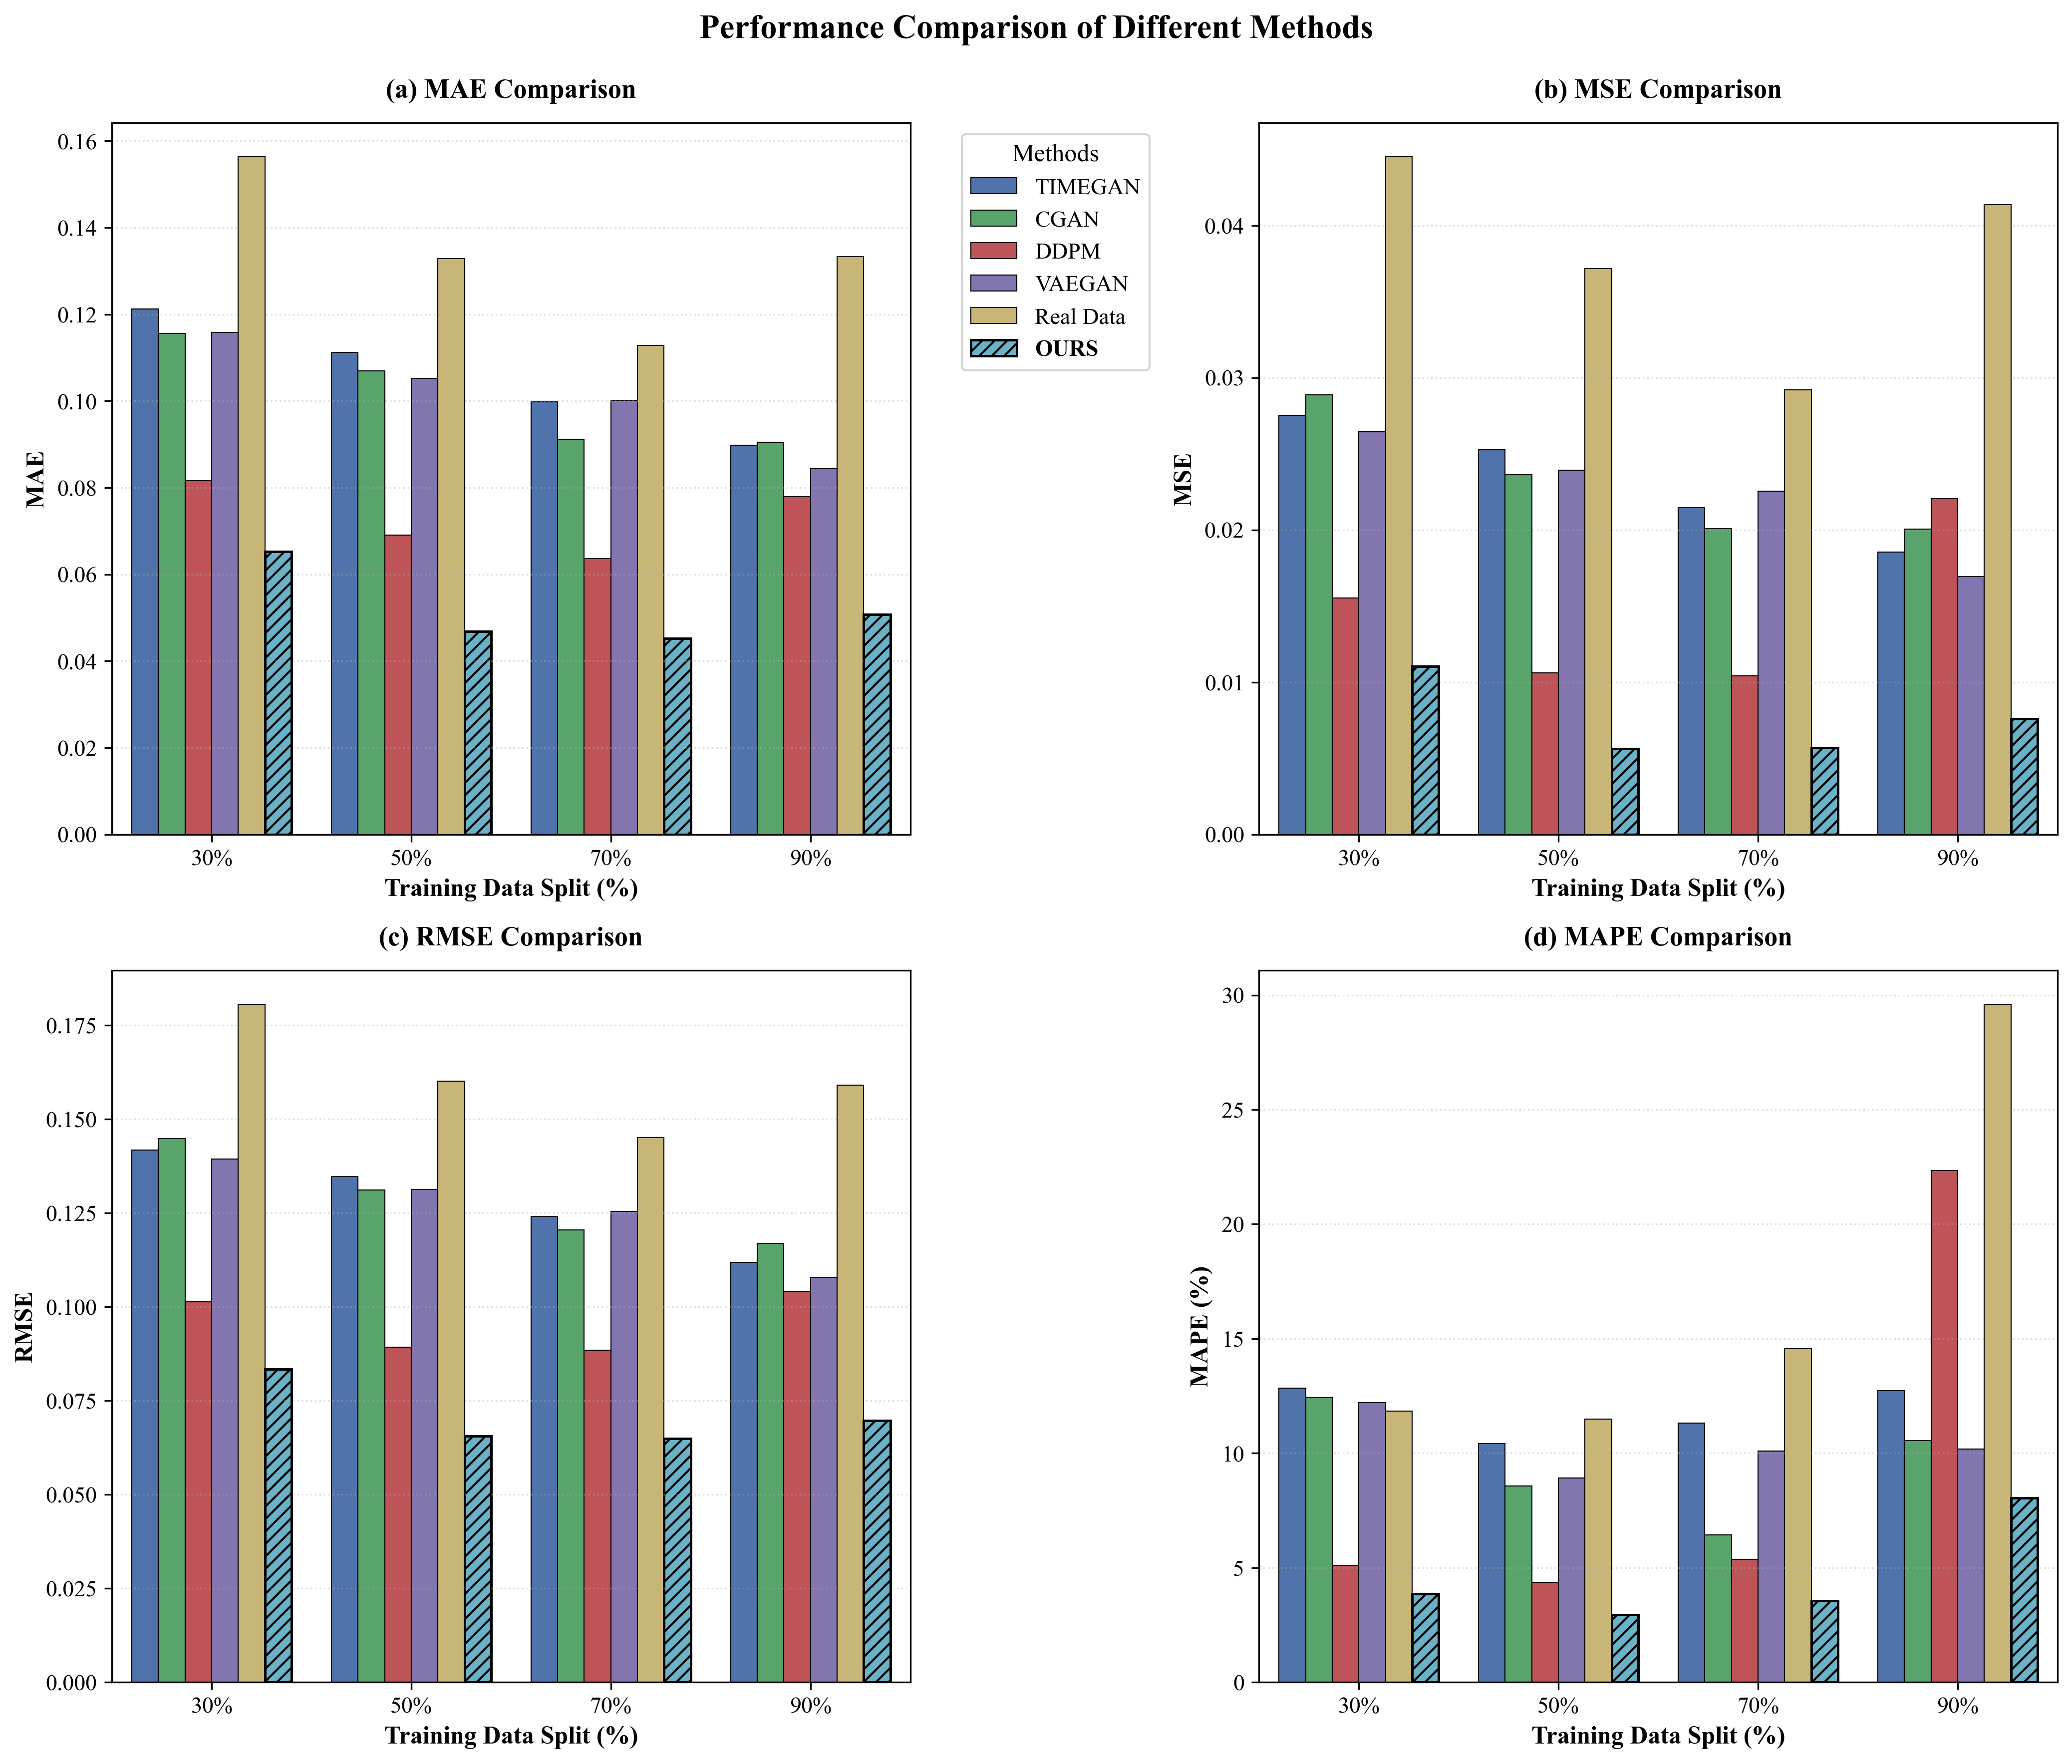 Performance Comparison of Different Methods
(a) MAE Comparison
MAE
0.16
0.14
0.12
0.10
0.08
0.06
0.04
0.02
0.00
30%
50%
70%
90%
Training Data Split (%)
Methods
TIMEGAN
CGAN
DDPM
VAEGAN
Real Data
OURS
(b) MSE Comparison
MSE
0.04
0.03
0.02
0.01
0.00
30%
50%
70%
90%
Training Data Split (%)
(c) RMSE Comparison
RMSE
0.175
0.150
0.125
0.100
0.075
0.050
0.025
0.000
30%
50%
70%
90%
Training Data Split (%)
(d) MAPE Comparison
MAPE (%)
30
25
20
15
10
5
0
30%
50%
70%
90%
Training Data Split (%)